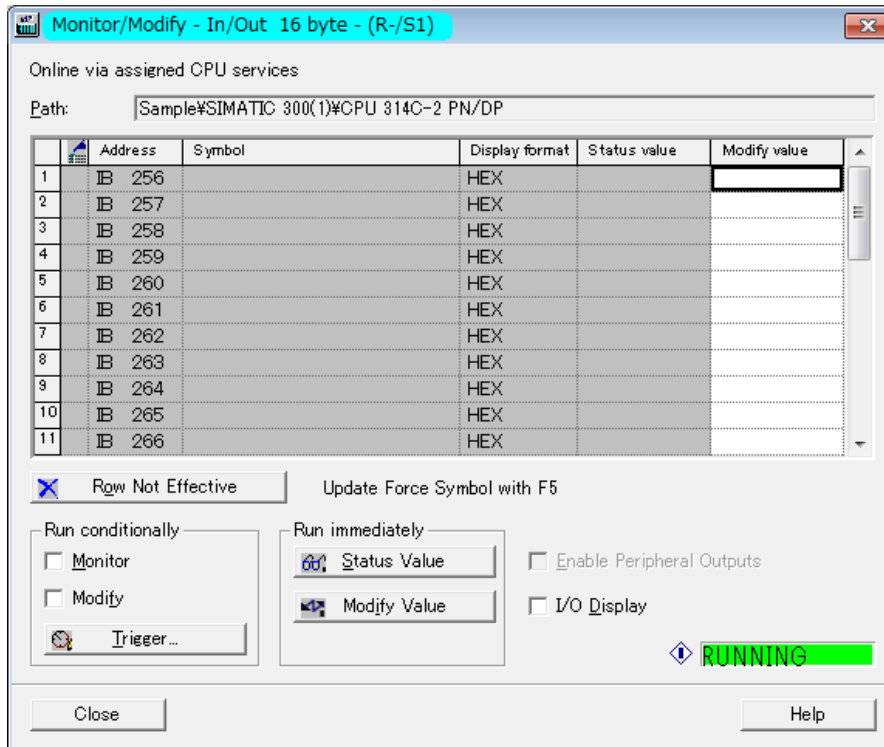 Monitor/Modify - In/Out 16 byte - (R-/S1)
Online via assigned CPU services
Path: Sample¥SIMATIC 300(1)¥CPU 314C-2 PN/DP
Address Symbol Display format Status value Modify value
1 IB 256 HEX
2 IB 257 HEX
3 IB 258 HEX
4 IB 259 HEX
5 IB 260 HEX
6 IB 261 HEX
7 IB 262 HEX
8 IB 263 HEX
9 IB 264 HEX
10 IB 265 HEX
11 IB 266 HEX
Row Not Effective Update Force Symbol with F5
Run conditionally Run immediately
Monitor Status Value Enable Peripheral Outputs
Modify Modify Value I/O Display
Trigger...
RUNNING
Close Help